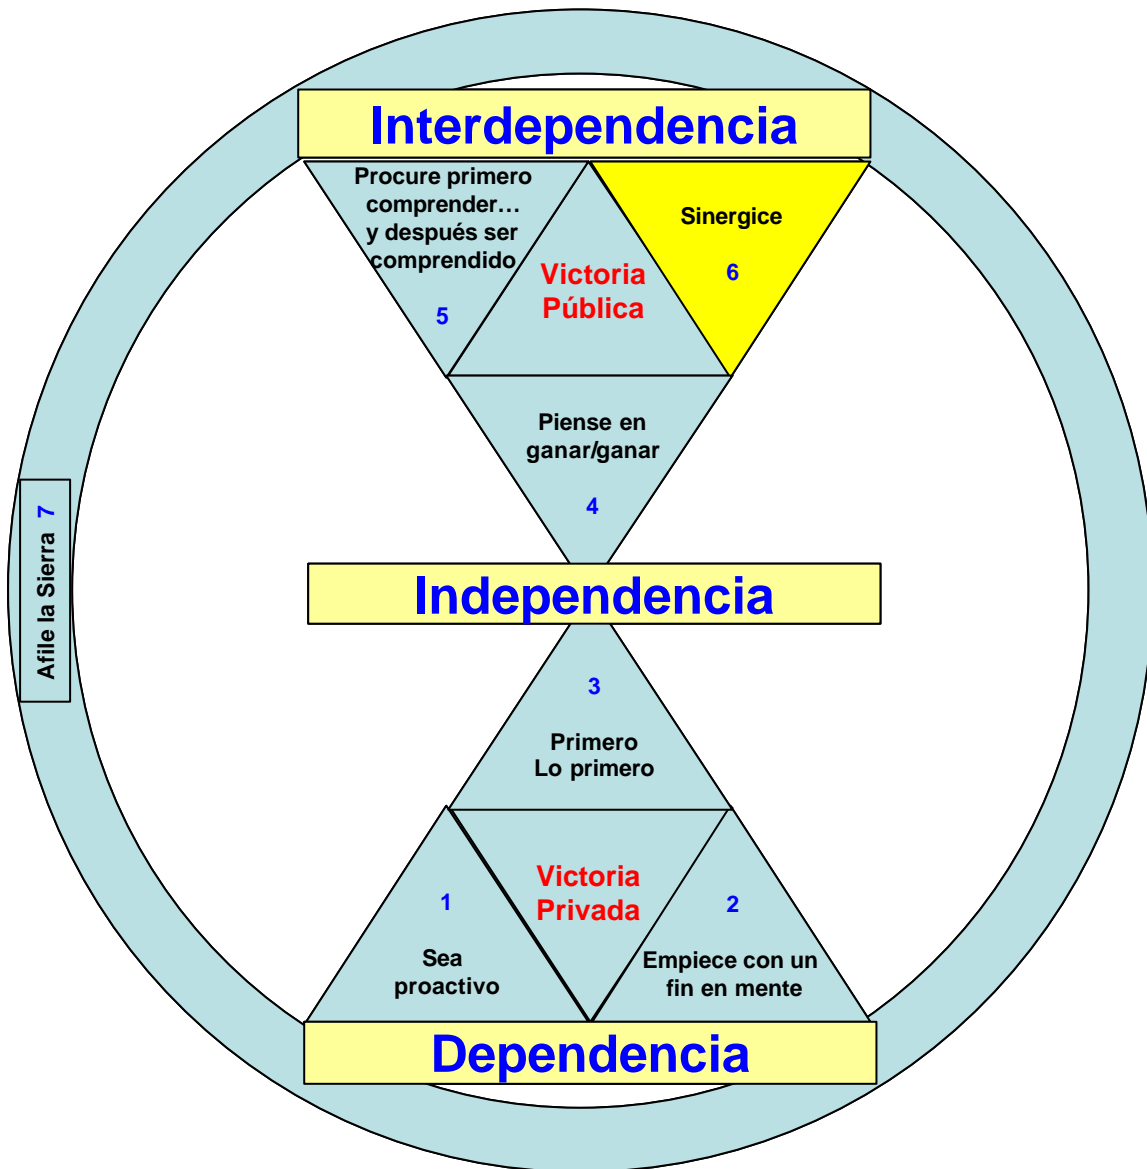 Interdependencia
Procure primero
comprender…
y después ser
comprendido
5
Victoria
Pública
Sinergice
6
Piense en
ganar/ganar
4
Afile la Sierra 7
Independencia
3
Primero
Lo primero
1
Sea
proactivo
Victoria
Privada
2
Empiece con un
fin en mente
Dependencia